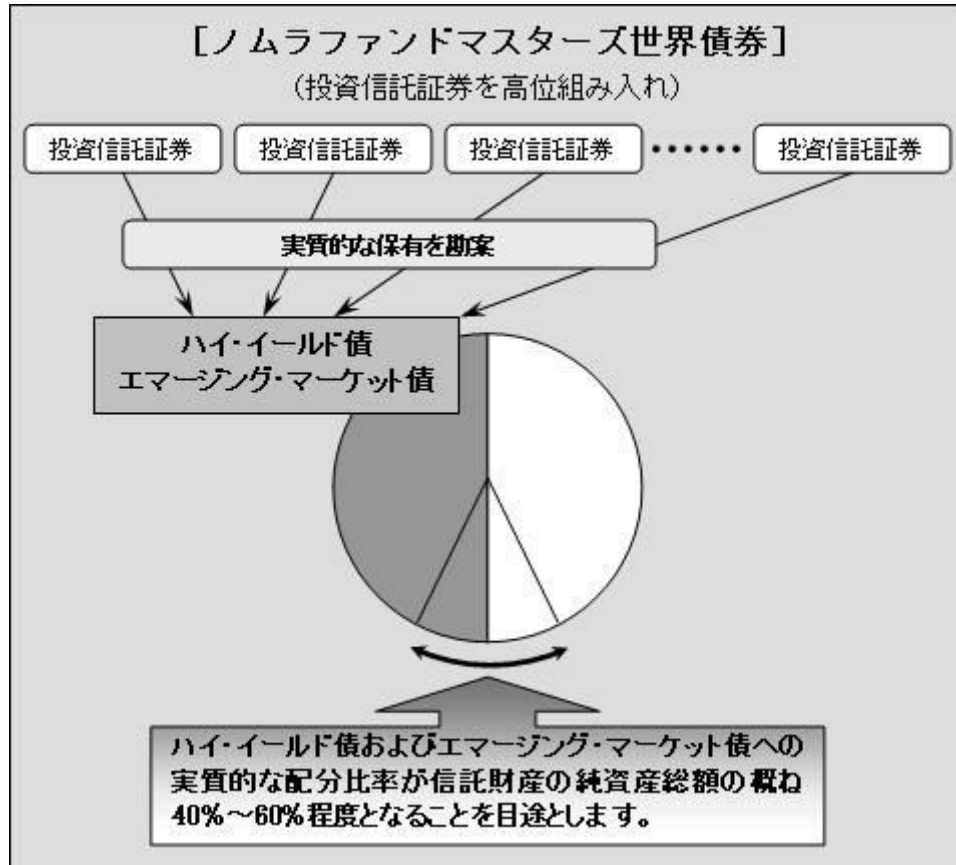 [ノムラファンドマスターズ世界債券]
(投資信託証券を高位組み入れ)
投資信託証券 投資信託証券 投資信託証券 ・・・・・・ 投資信託証券
実質的な保有を勘案
ハイ・イールド債
エマージング・マーケット債
ハイ・イールド債およびエマージング・マーケット債への
実質的な配分比率が信託財産の純資産総額の概ね
40%~60%程度となることを目途とします。